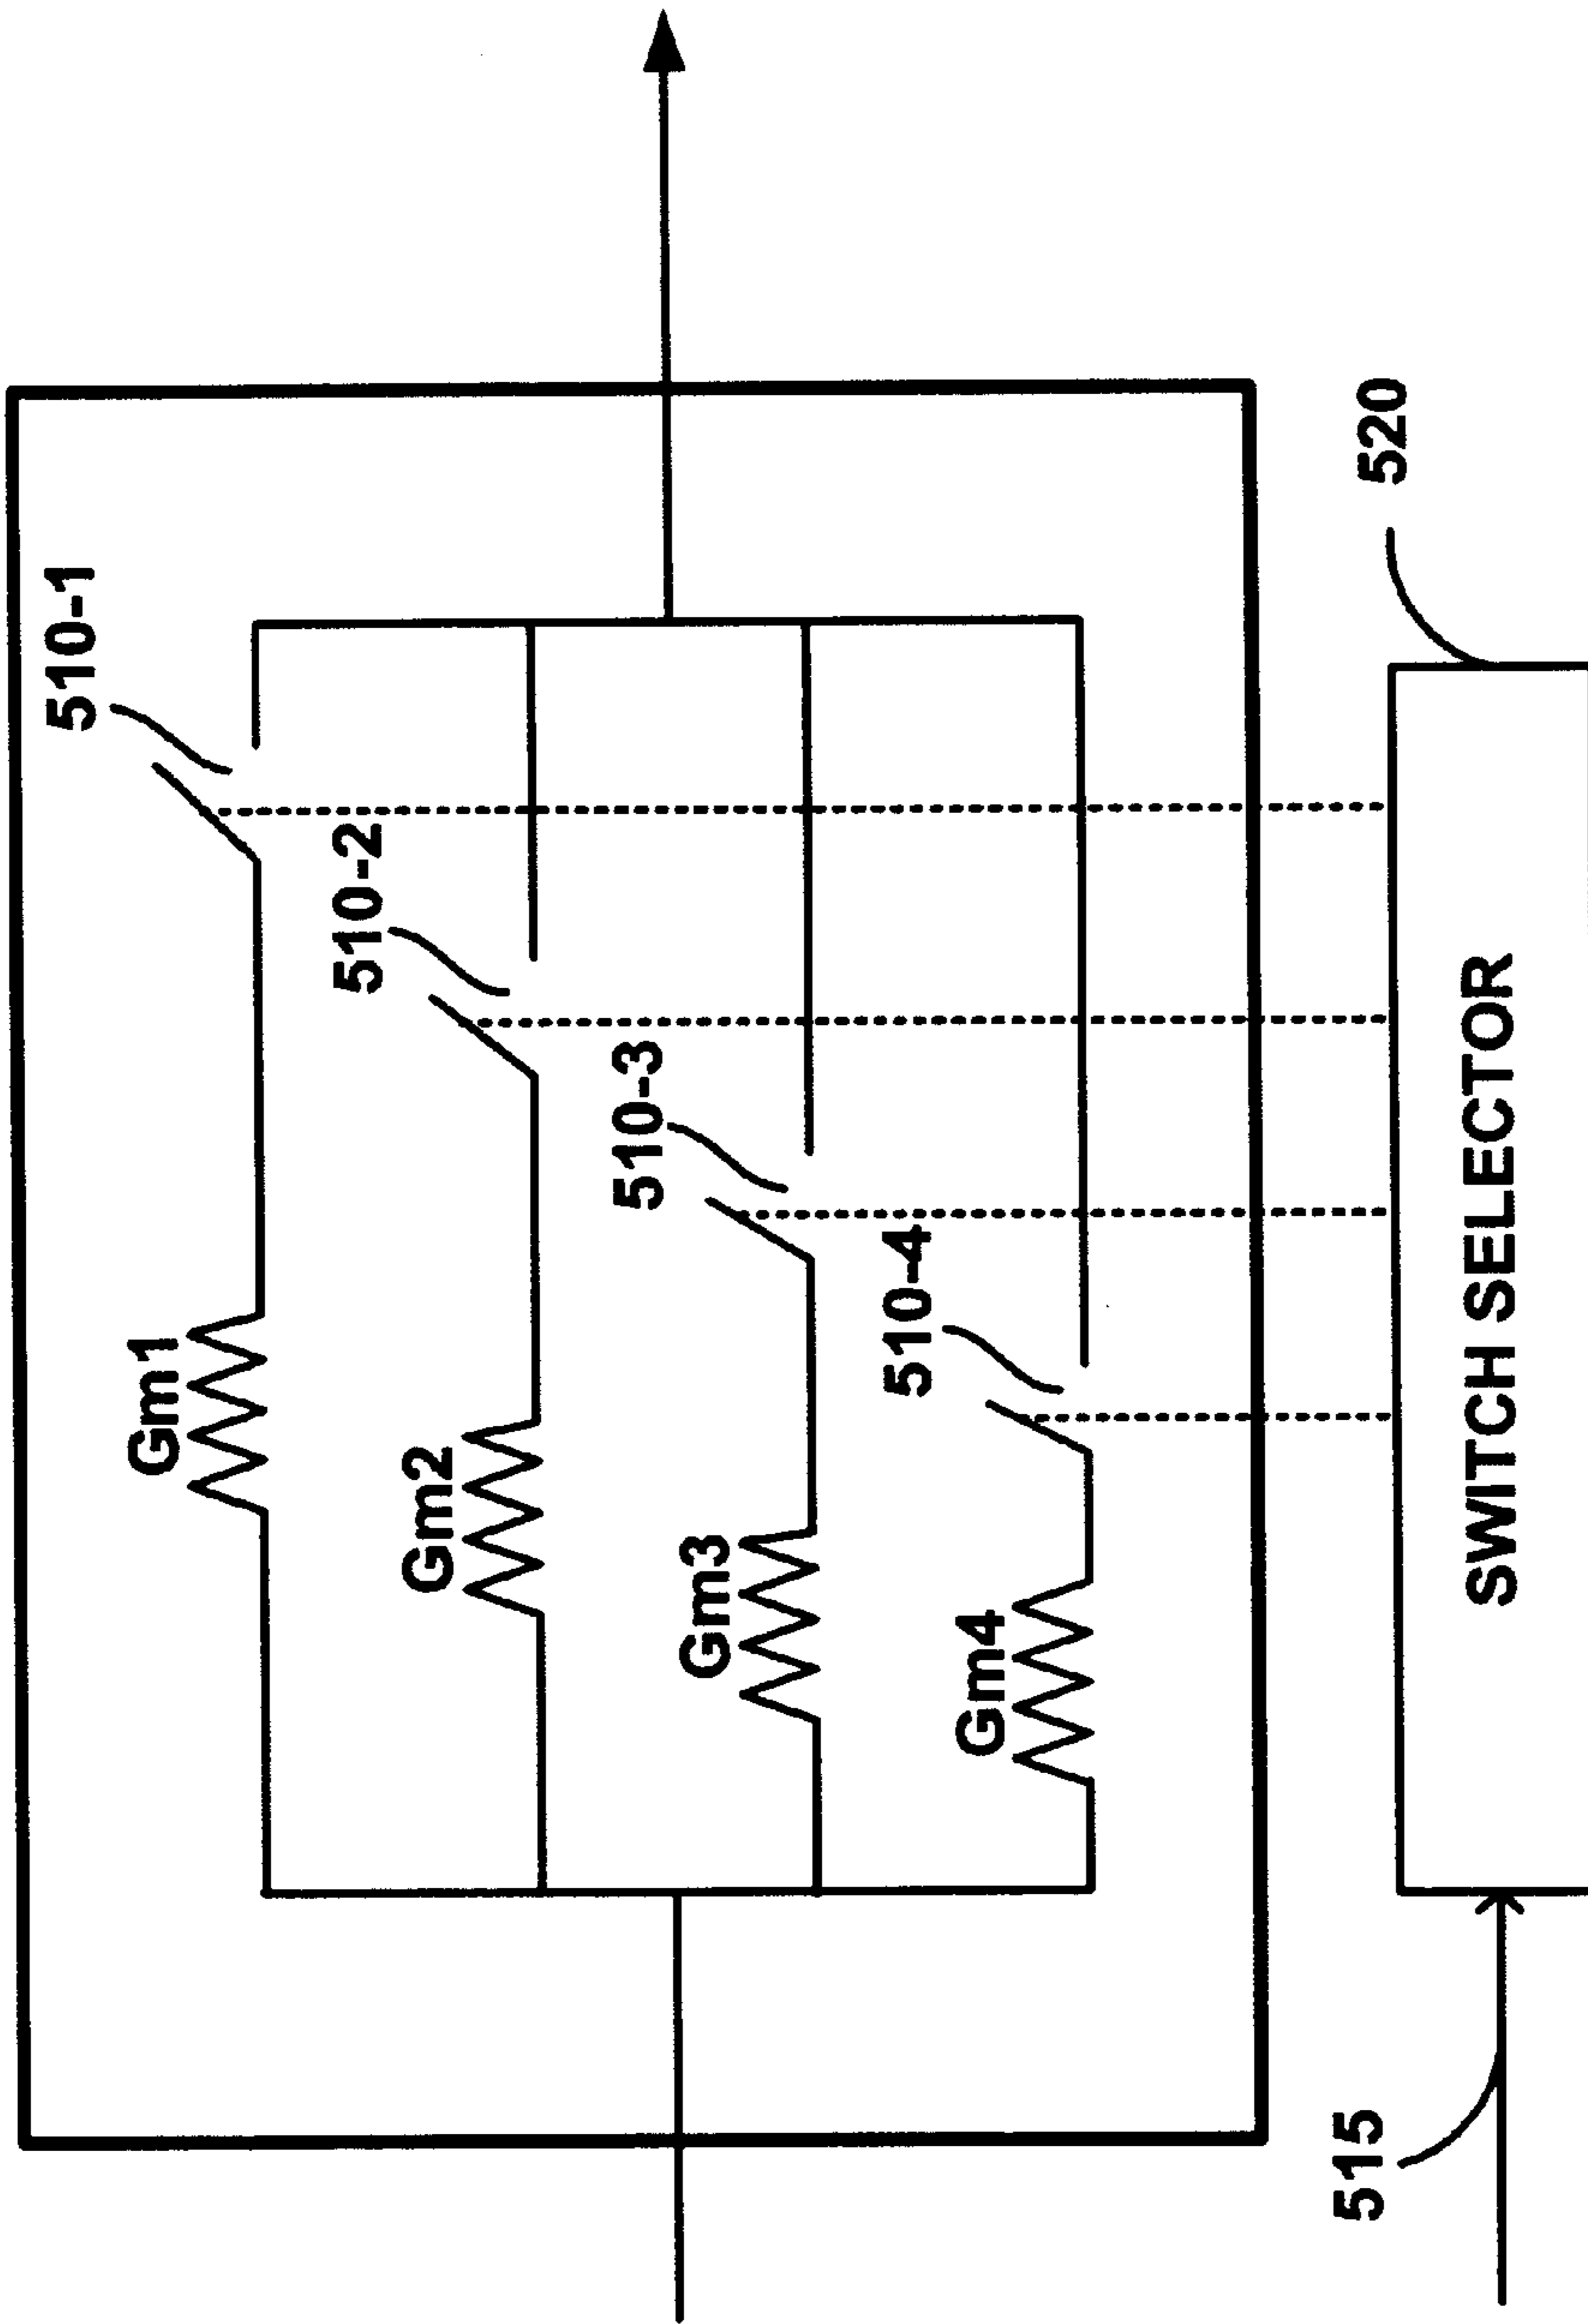 510-1
Gm1
510-2
Gm2
510-3
Gm3
510-4
Gm4
520
SWITCH SELECTOR
515